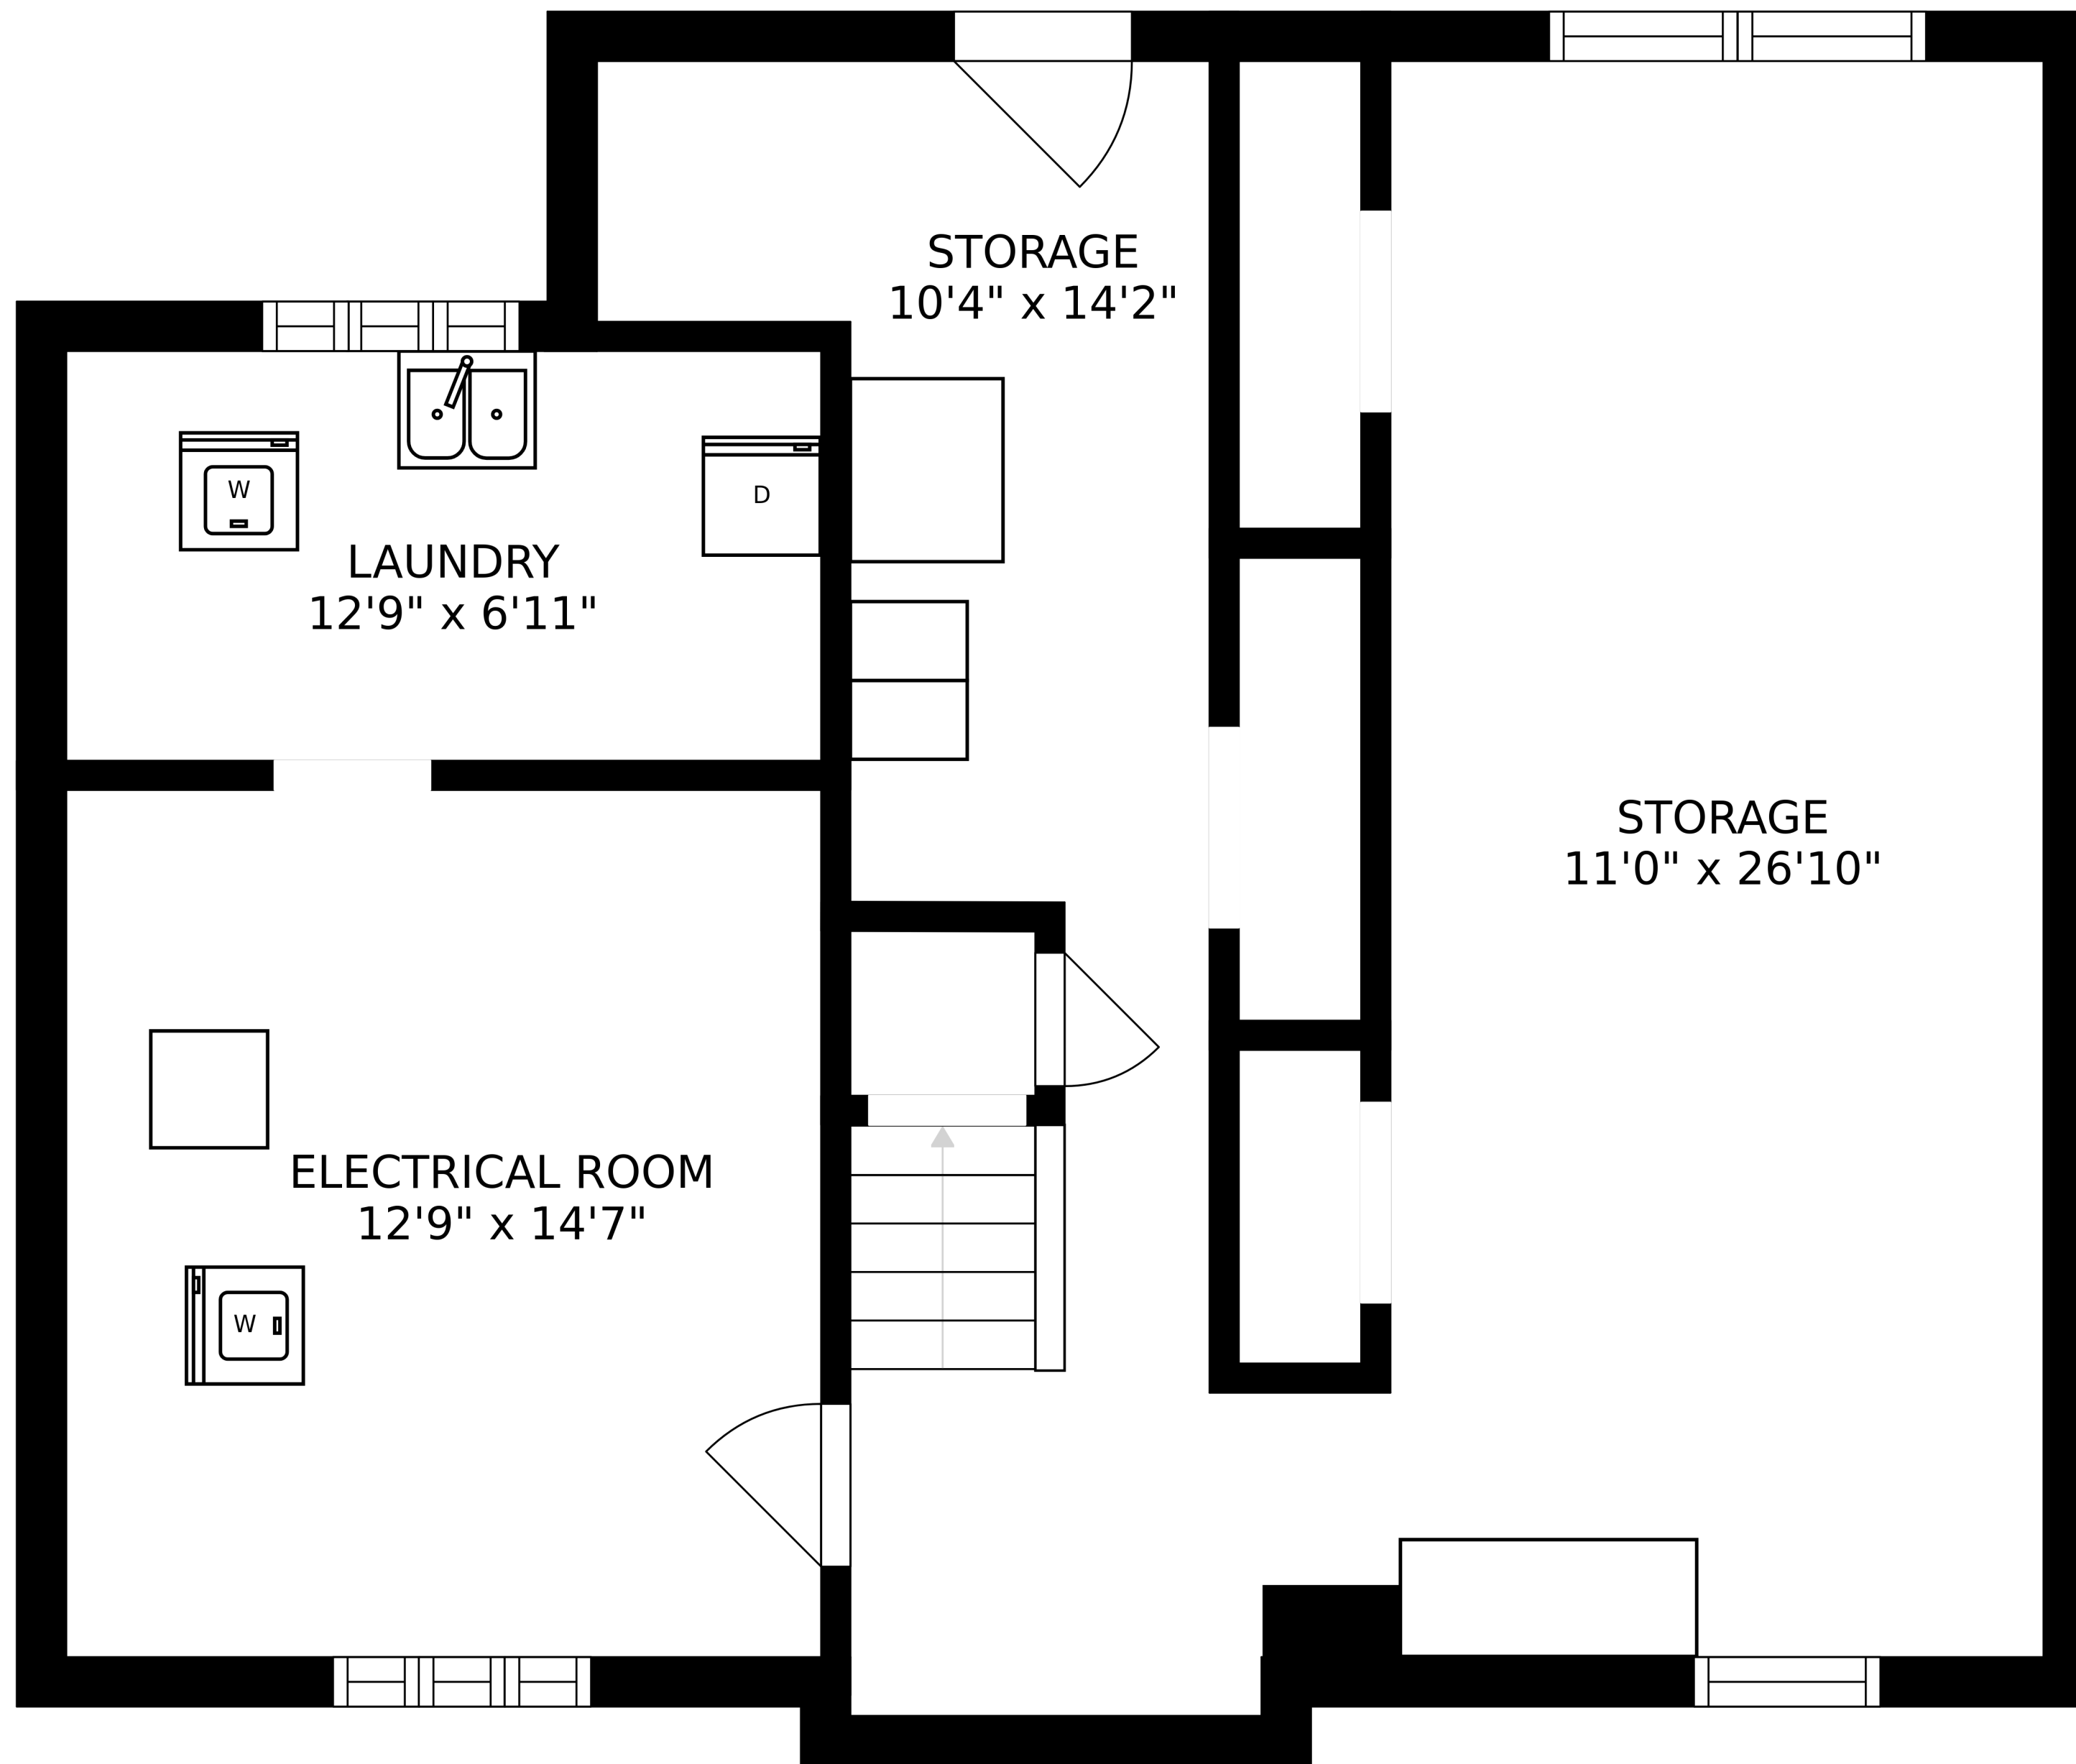 STORAGE
10'4" x 14'2"
W
D
LAUNDRY
12'9" x 6'11"
STORAGE
11'0" x 26'10"
ELECTRICAL ROOM
12'9" x 14'7"
W